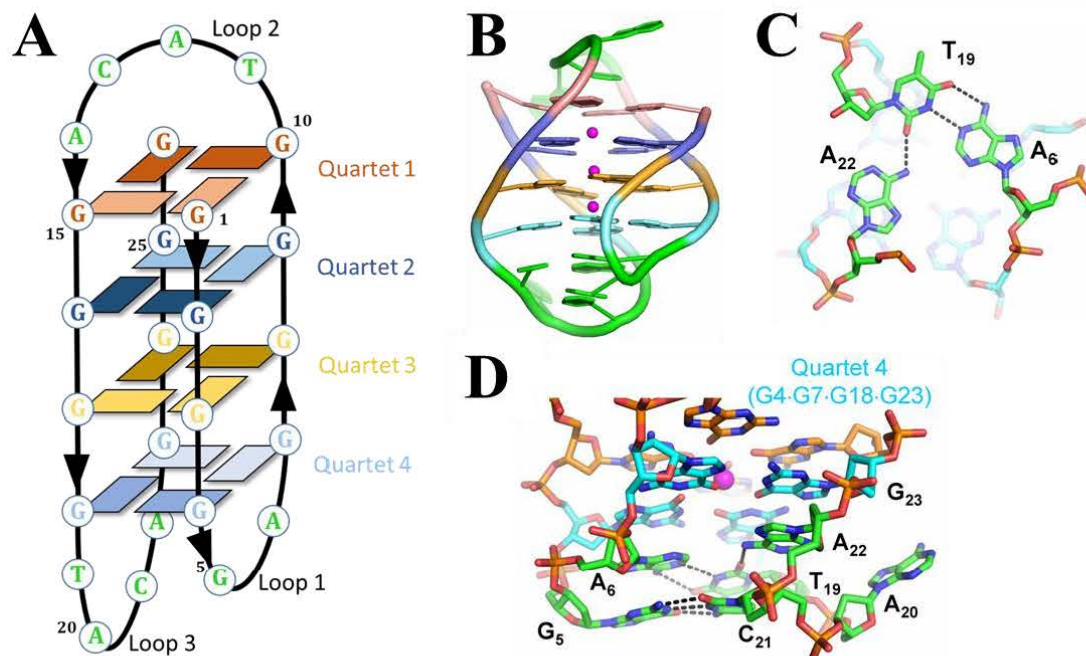 A
Loop 2
A
C
T
A
G
G
10
Quartet 1
G
G
1
15
25
G
G
Quartet 2
G
G
G
G
Quartet 3
G
G
G
G
Quartet 4
G
G
A
A
T
5
G
Loop 1
C
20
A
Loop 3
B
C
T19
A22
A6
D
Quartet 4
(G4·G7·G18·G23)
G23
A22
A6
T19
A20
G5
C21